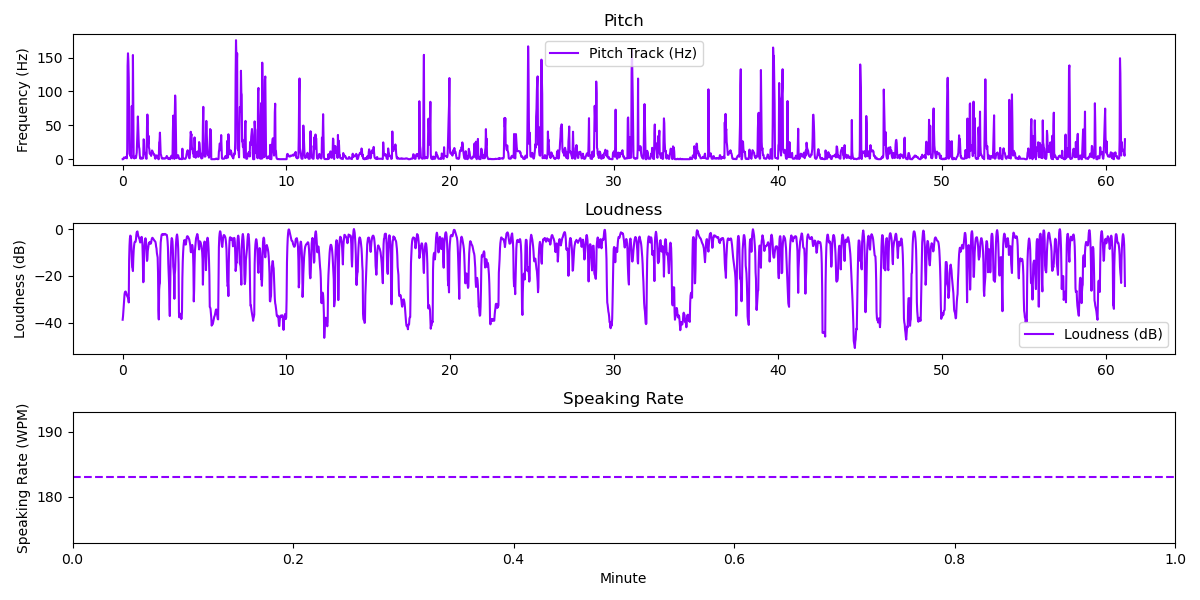 Pitch
Frequency (Hz)
150
100
50
0
Pitch Track (Hz)
0 10 20 30 40 50 60
Loudness
Loudness (dB)
0
−20
−40
Loudness (dB)
0 10 20 30 40 50 60
Speaking Rate
Speaking Rate (WPM)
190
180
0.0 0.2 0.4 0.6 0.8 1.0
Minute